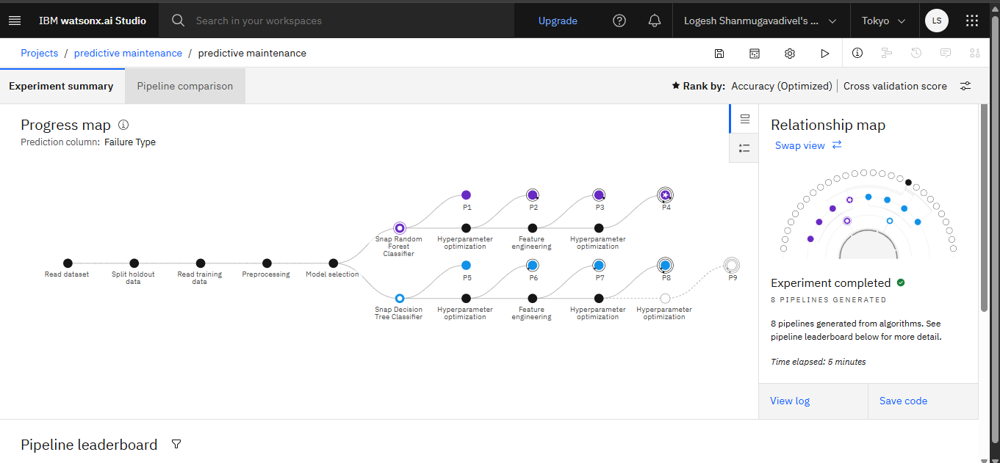 IBM watsonx.ai Studio
Search in your workspaces
Upgrade
Logesh Shanmugavadivel's ...
Tokyo
LS
Projects / predictive maintenance / predictive maintenance
Experiment summary
Pipeline comparison
Rank by: Accuracy (Optimized) | Cross validation score
Progress map
Prediction column: Failure Type
P1
P2
P3
P4
Snap Random
Forest
Classifier
Hyperparameter
optimization
Feature
engineering
Hyperparameter
optimization
Read dataset
Split holdout
data
Read training
data
Preprocessing
Model selection
P5
P6
P7
P8
P9
Snap Decision
Tree Classifier
Hyperparameter
optimization
Feature
engineering
Hyperparameter
optimization
Hyperparameter
optimization
Relationship map
Swap view
Experiment completed
8 PIPELINES GENERATED
8 pipelines generated from algorithms. See
pipeline leaderboard below for more detail.
Time elapsed: 5 minutes
View log
Save code
Pipeline leaderboard